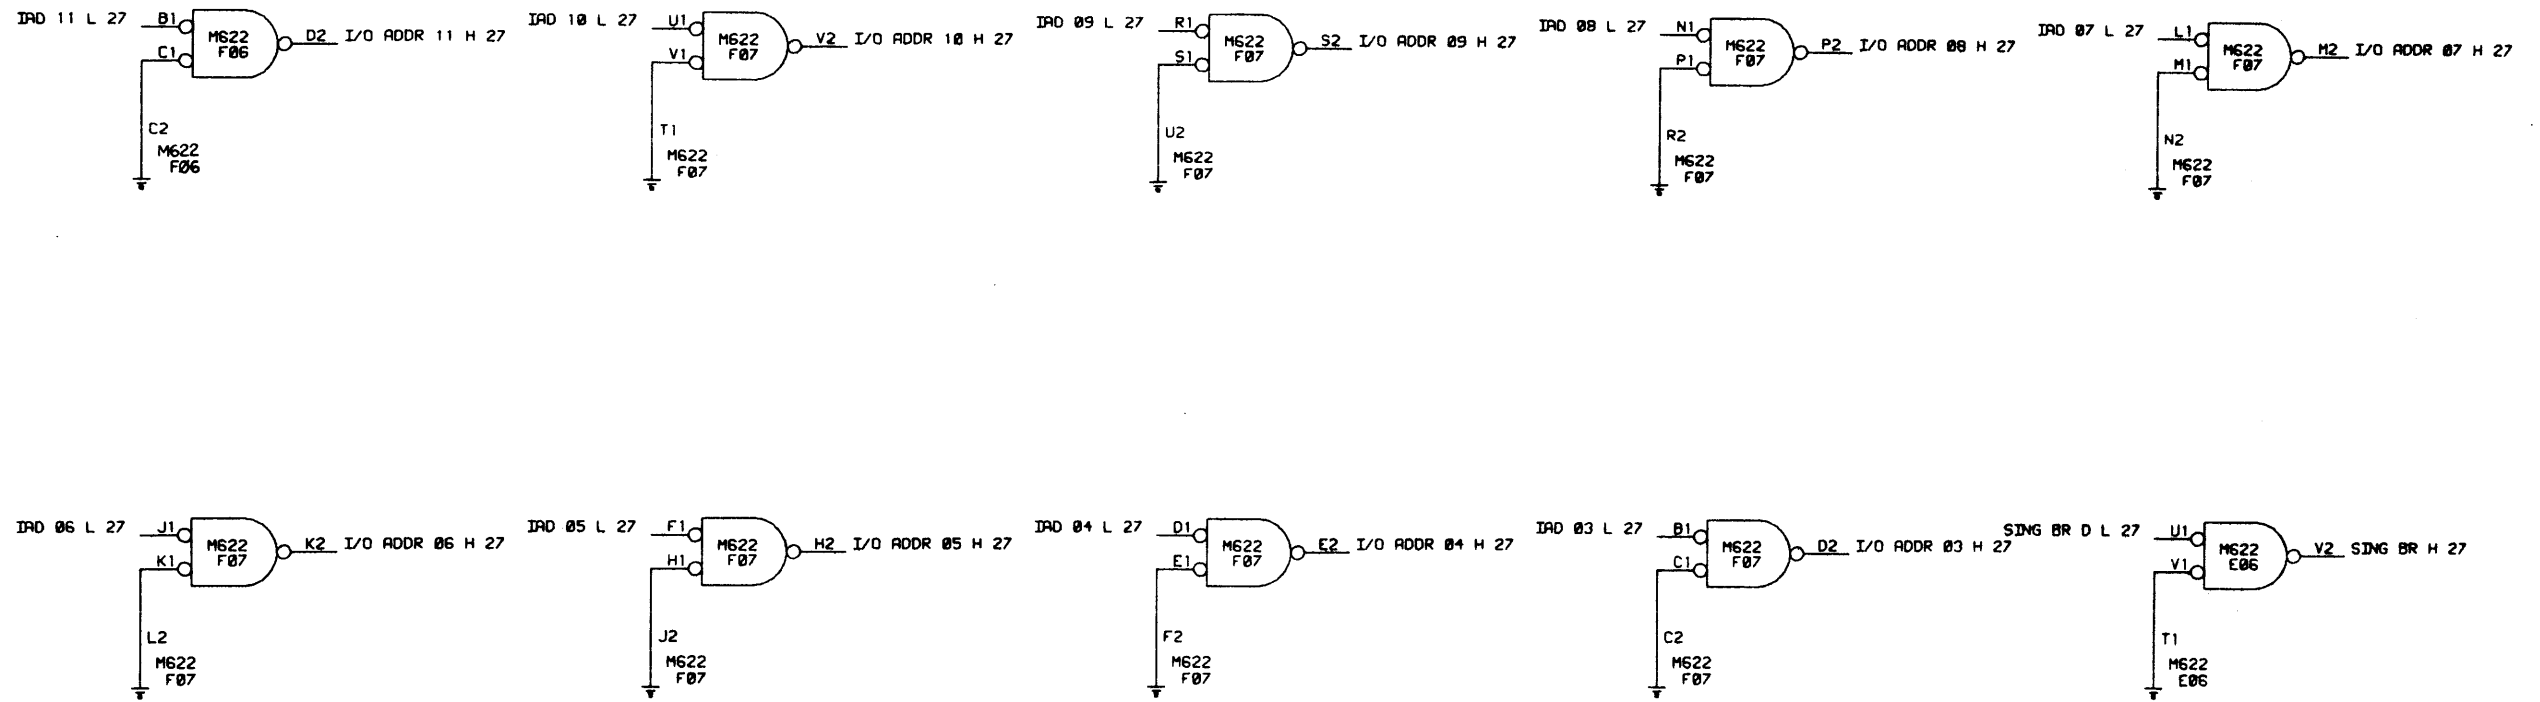 IAD 11 L 27 B1 C1 M622 F06 D2 I/O ADDR 11 H 27
C2
M622
F06
IAD 10 L 27 U1 V1 M622 F07 V2 I/O ADDR 10 H 27
T1
M622
F07
IAD 09 L 27 R1 S1 M622 F07 S2 I/O ADDR 09 H 27
U2
M622
F07
IAD 08 L 27 N1 P1 M622 F07 P2 I/O ADDR 08 H 27
R2
M622
F07
IAD 07 L 27 L1 M1 M622 F07 M2 I/O ADDR 07 H 27
N2
M622
F07
IAD 06 L 27 J1 K1 M622 F07 K2 I/O ADDR 06 H 27
L2
M622
F07
IAD 05 L 27 F1 H1 M622 F07 H2 I/O ADDR 05 H 27
J2
M622
F07
IAD 04 L 27 D1 E1 M622 F07 E2 I/O ADDR 04 H 27
F2
M622
F07
IAD 03 L 27 B1 C1 M622 F07 D2 I/O ADDR 03 H 27
C2
M622
F07
SING BR D L 27 U1 V1 M622 E06 V2 SING BR H 27
T1
M622
E06